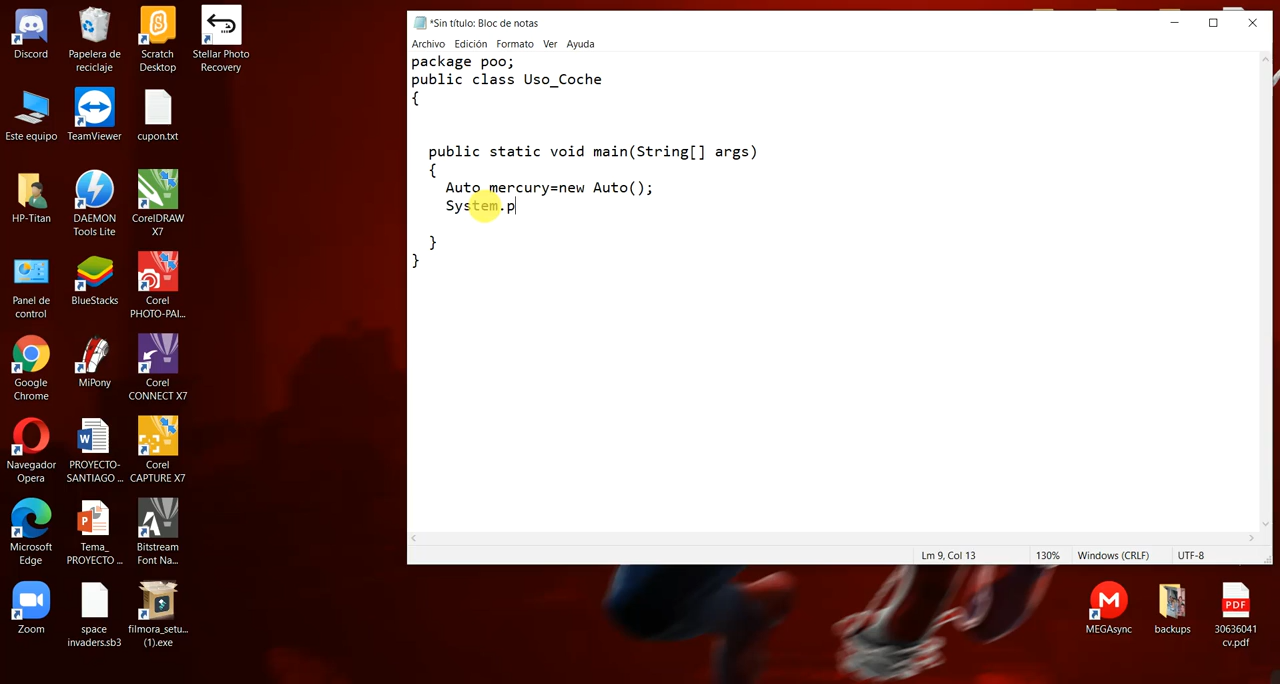 Discord
Papelera de
reciclaje
Scratch
Desktop
Stellar Photo
Recovery
Este equipo
TeamViewer
cupon.txt
HP-Titan
DAEMON
Tools Lite
CorelDRAW
X7
Panel de
control
BlueStacks
Corel
PHOTO-PAI...
Google
Chrome
MiPony
Corel
CONNECT X7
Navegador
Opera
PROYECTO-
SANTIAGO ...
Corel
CAPTURE X7
Microsoft
Edge
Tema_
PROYECTO ...
Bitstream
Font Na...
Zoom
space
invaders.sb3
filmora_setu...
(1).exe
*Sin título: Bloc de notas
Archivo Edición Formato Ver Ayuda
package poo;
public class Uso_Coche
{
public static void main(String[] args)
{
Auto mercury=new Auto();
System.p
}
}
Lm 9, Col 13 130% Windows (CRLF) UTF-8
MEGAsync
backups
PDF
30636041
cv.pdf